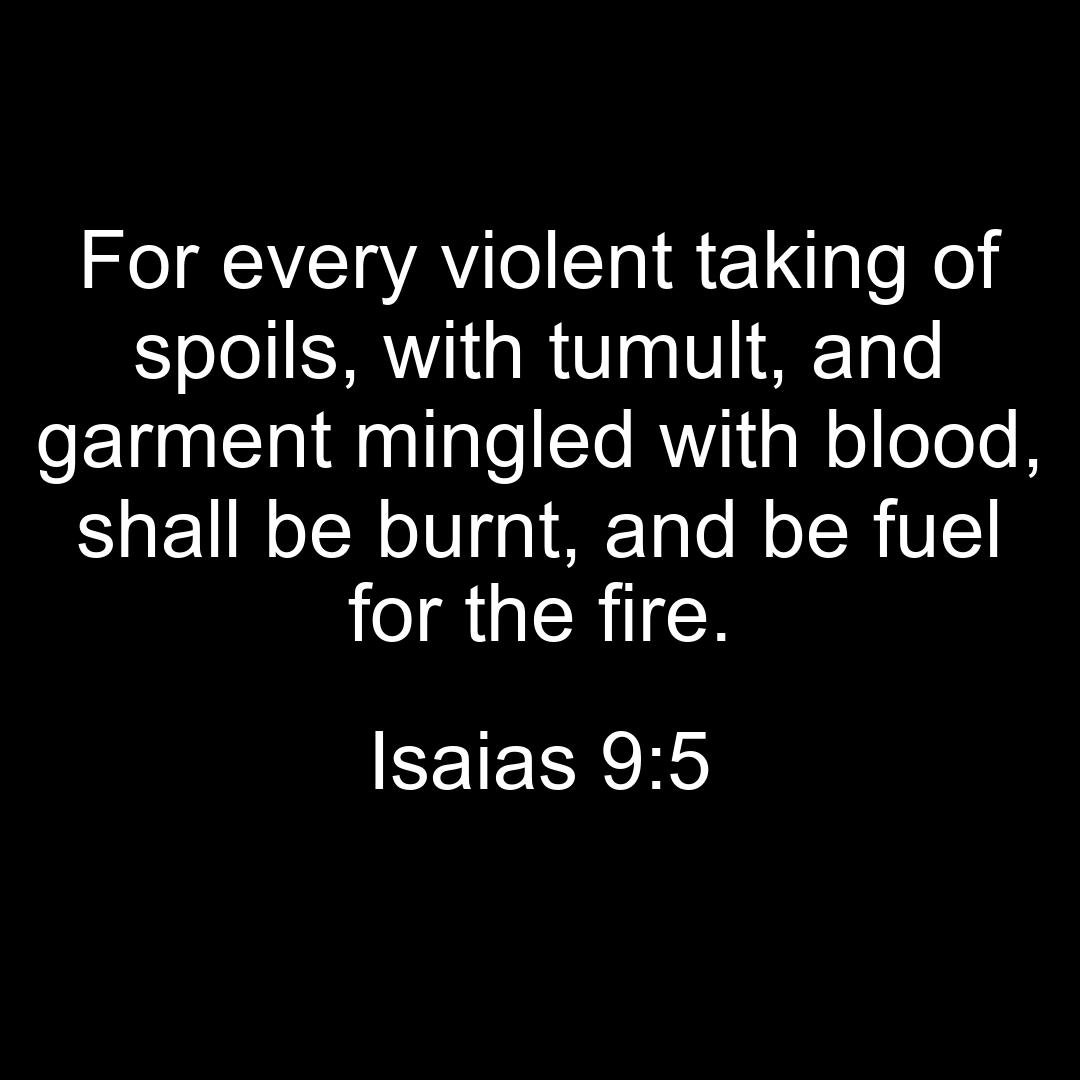 For every violent taking of
spoils, with tumult, and
garment mingled with blood,
shall be burnt, and be fuel
for the fire.
Isaias 9:5